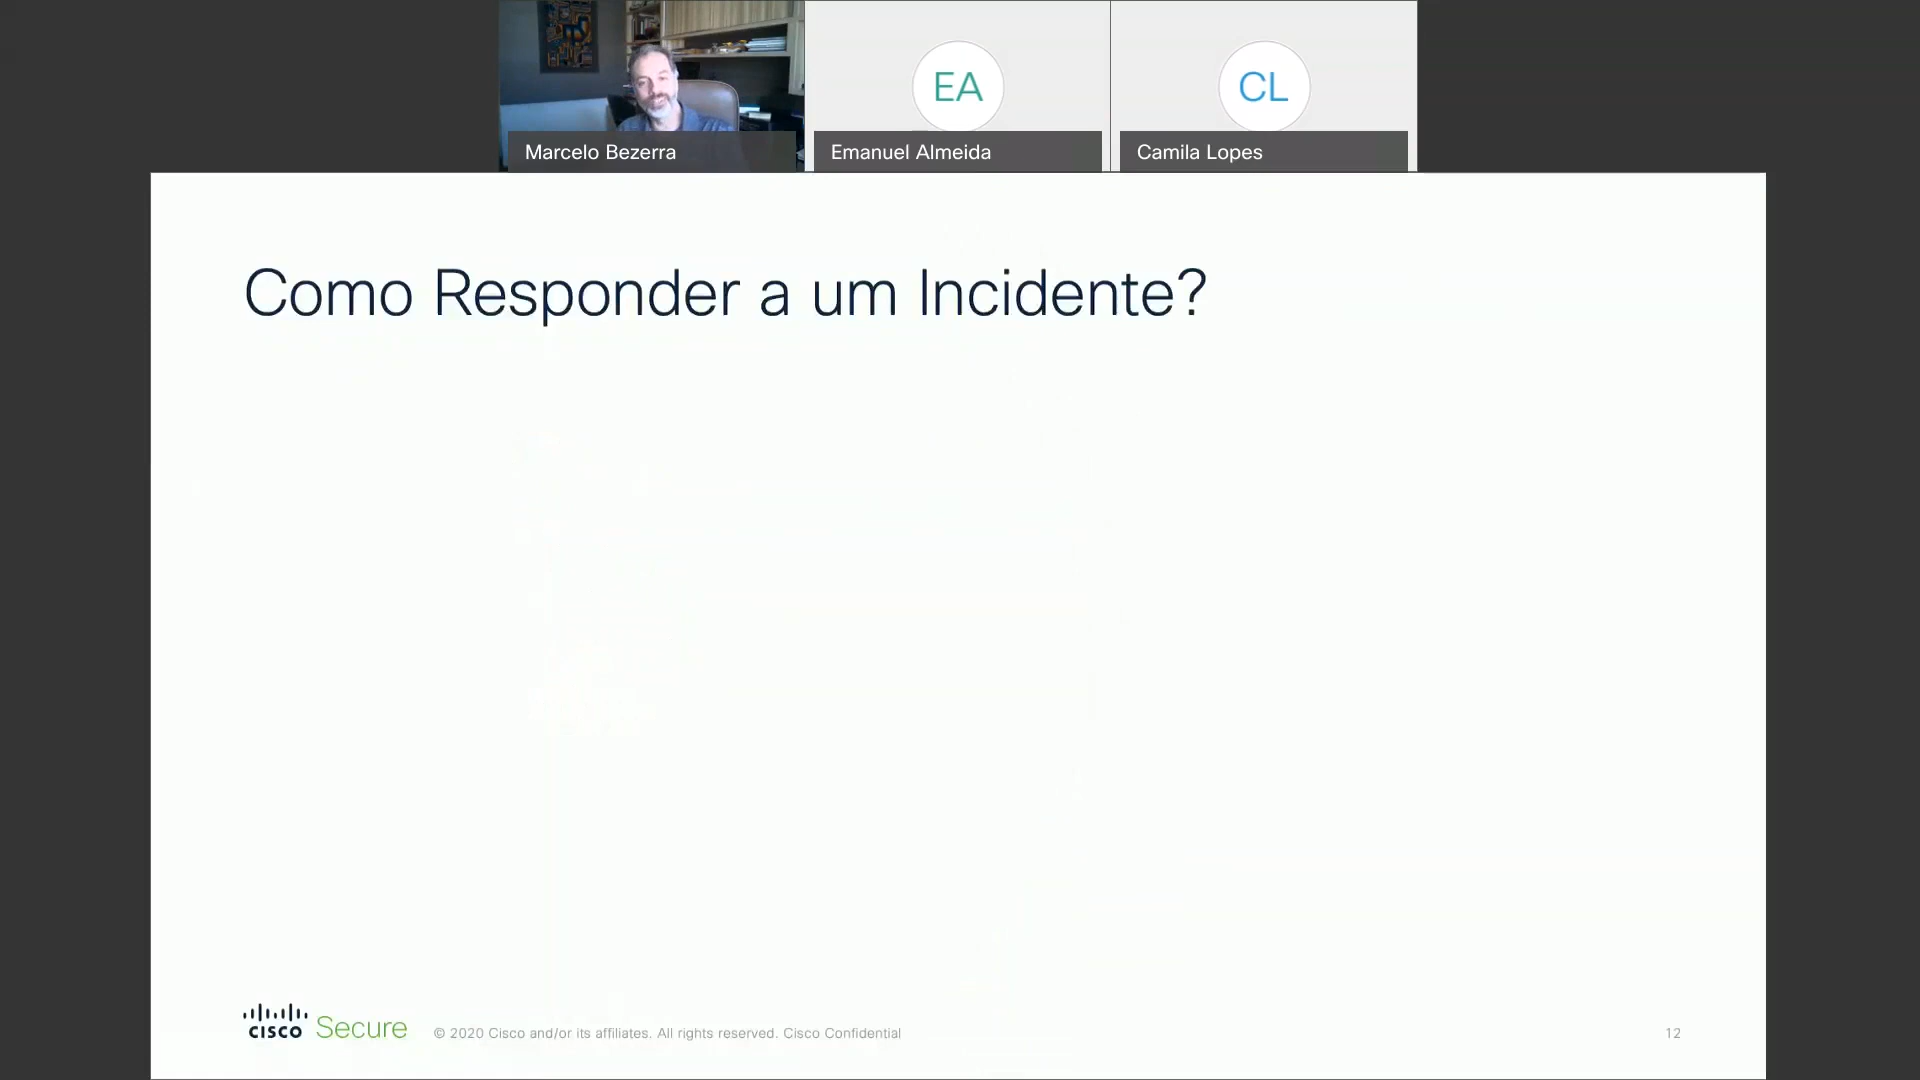 EA
CL
Marcelo Bezerra
Emanuel Almeida
Camila Lopes
Como Responder a um Incidente?
cisco Secure
© 2020 Cisco and/or its affiliates. All rights reserved. Cisco Confidential
12